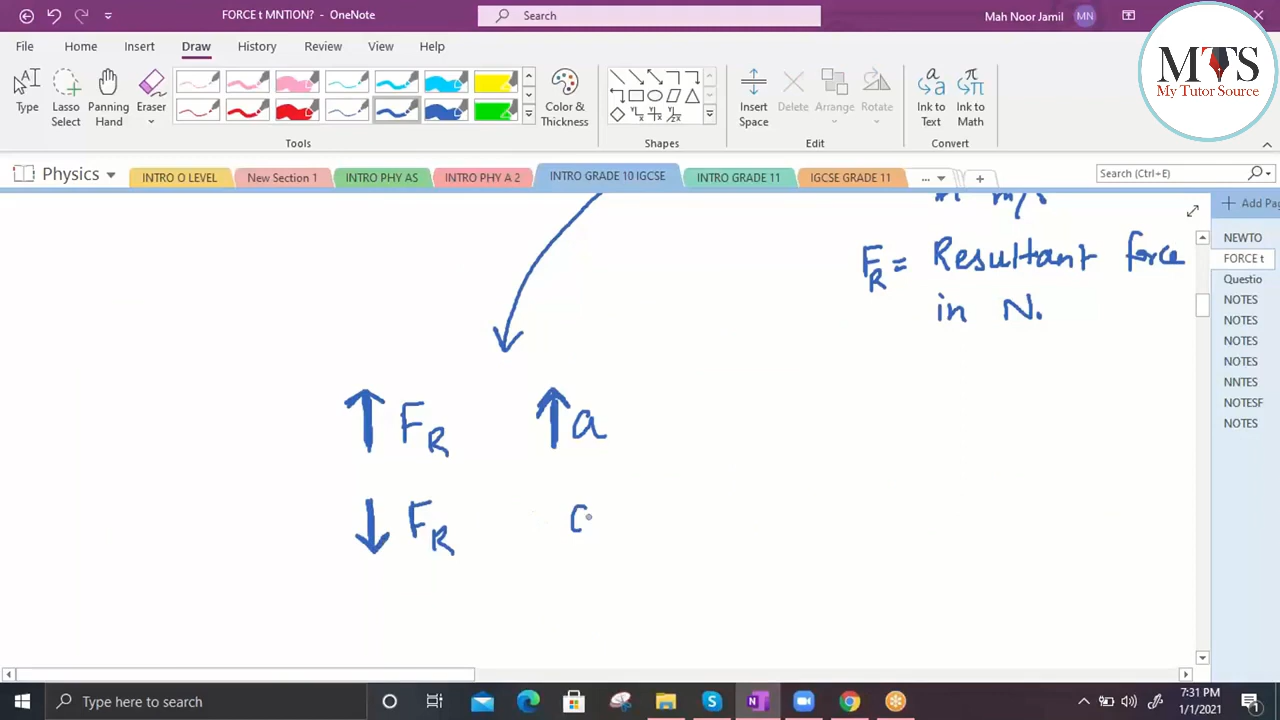 FORCE t MNTION? - OneNote
Search
Mah Noor Jamil
MN
File
Home
Insert
Draw
History
Review
View
Help
Type
Lasso Select
Panning Hand
Eraser
Color & Thickness
Insert Space
Delete
Arrange
Rotate
Ink to Text
Ink to Math
Tools
Shapes
Edit
Convert
MTS
My Tutor Source
Physics
INTRO O LEVEL
New Section 1
INTRO PHY AS
INTRO PHY A 2
INTRO GRADE 10 IGCSE
INTRO GRADE 11
IGCSE GRADE 11
...
Search (Ctrl+E)
Add Pag
NEWTO
FORCE t
Questio
NOTES
NOTES
NOTES
NOTES
NNTES
NOTESF
NOTES
F_R = Resultant force
in N.
↑ F_R ↑ a
↓ F_R
Type here to search
7:31 PM
1/1/2021